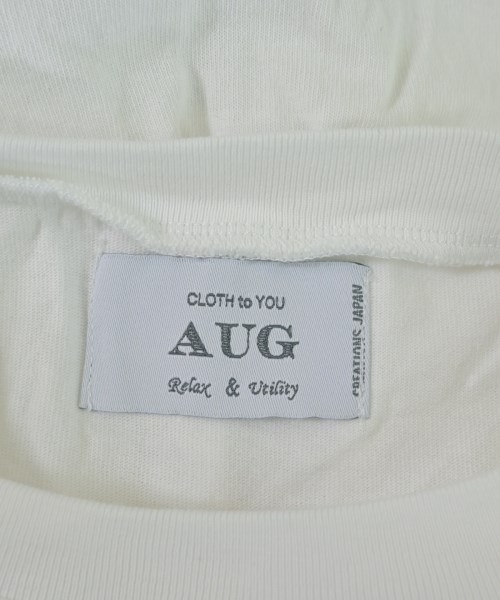 CLOTH to YOU
AUG
Relax & Utility
CREATIONS JAPAN